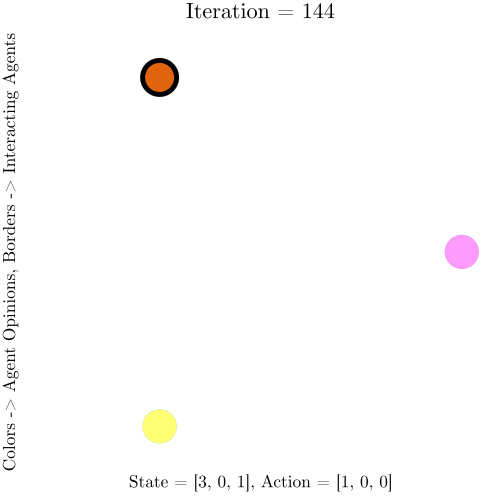 Iteration = 144
Colors -> Agent Opinions, Borders -> Interacting Agents
State = [3, 0, 1], Action = [1, 0, 0]